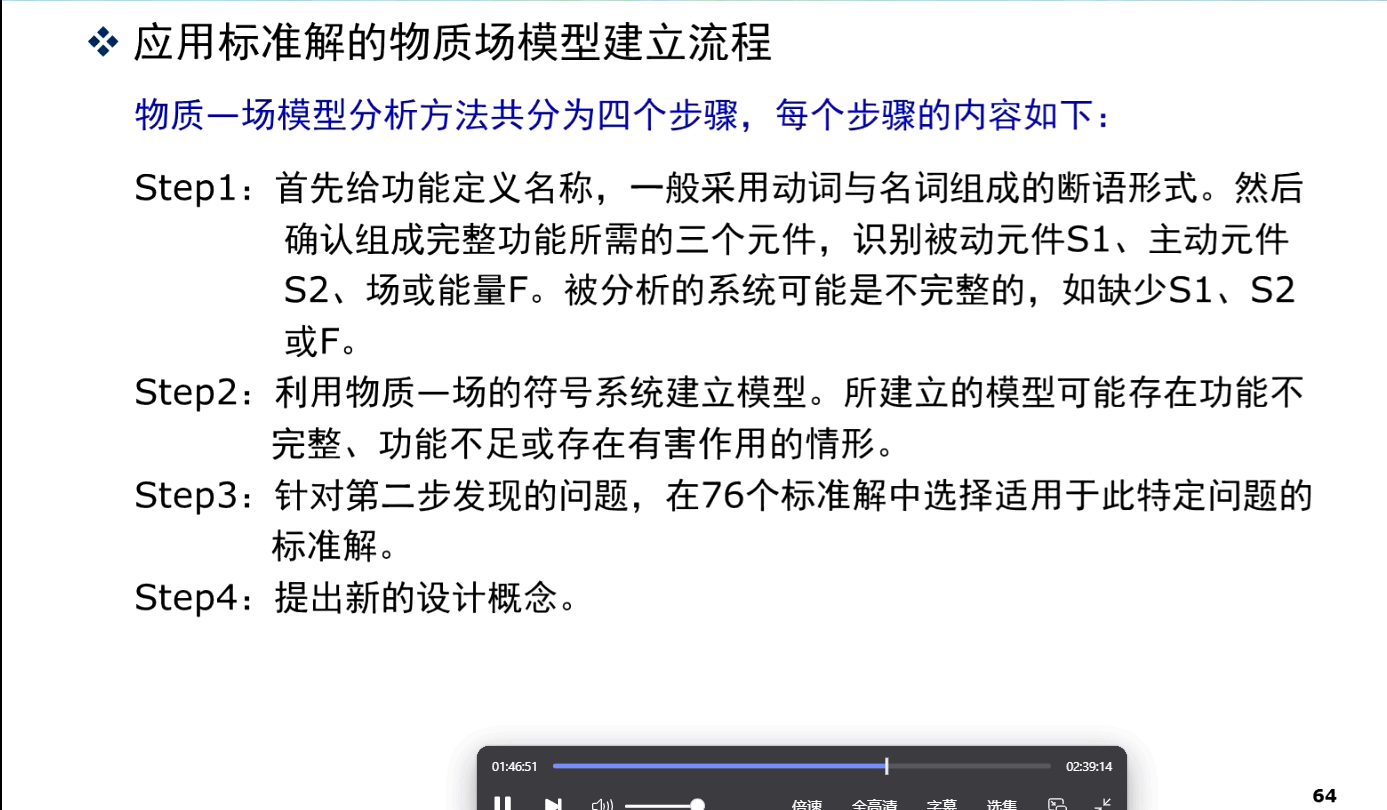 应用标准解的物质场模型建立流程
物质—场模型分析方法共分为四个步骤，每个步骤的内容如下：
Step1：首先给功能定义名称，一般采用动词与名词组成的断语形式。然后
确认组成完整功能所需的三个元件，识别被动元件S1、主动元件
S2、场或能量F。被分析的系统可能是不完整的，如缺少S1、S2
或F。
Step2：利用物质—场的符号系统建立模型。所建立的模型可能存在功能不
完整、功能不足或存在有害作用的情形。
Step3：针对第二步发现的问题，在76个标准解中选择适用于此特定问题的
标准解。
Step4：提出新的设计概念。
01:46:51 02:39:14
倍速 全高清 字幕 选集
64